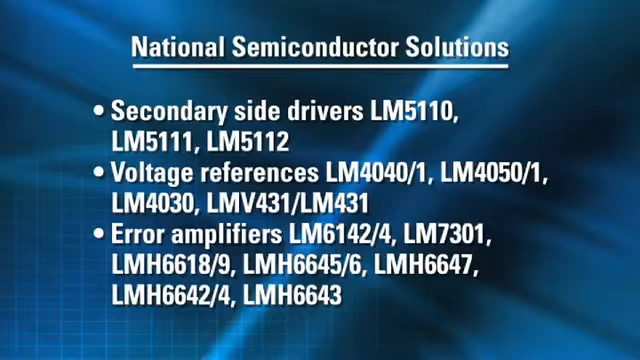 National Semiconductor Solutions
• Secondary side drivers LM5110,
LM5111, LM5112
• Voltage references LM4040/1, LM4050/1,
LM4030, LMV431/LM431
• Error amplifiers LM6142/4, LM7301,
LMH6618/9, LMH6645/6, LMH6647,
LMH6642/4, LMH6643